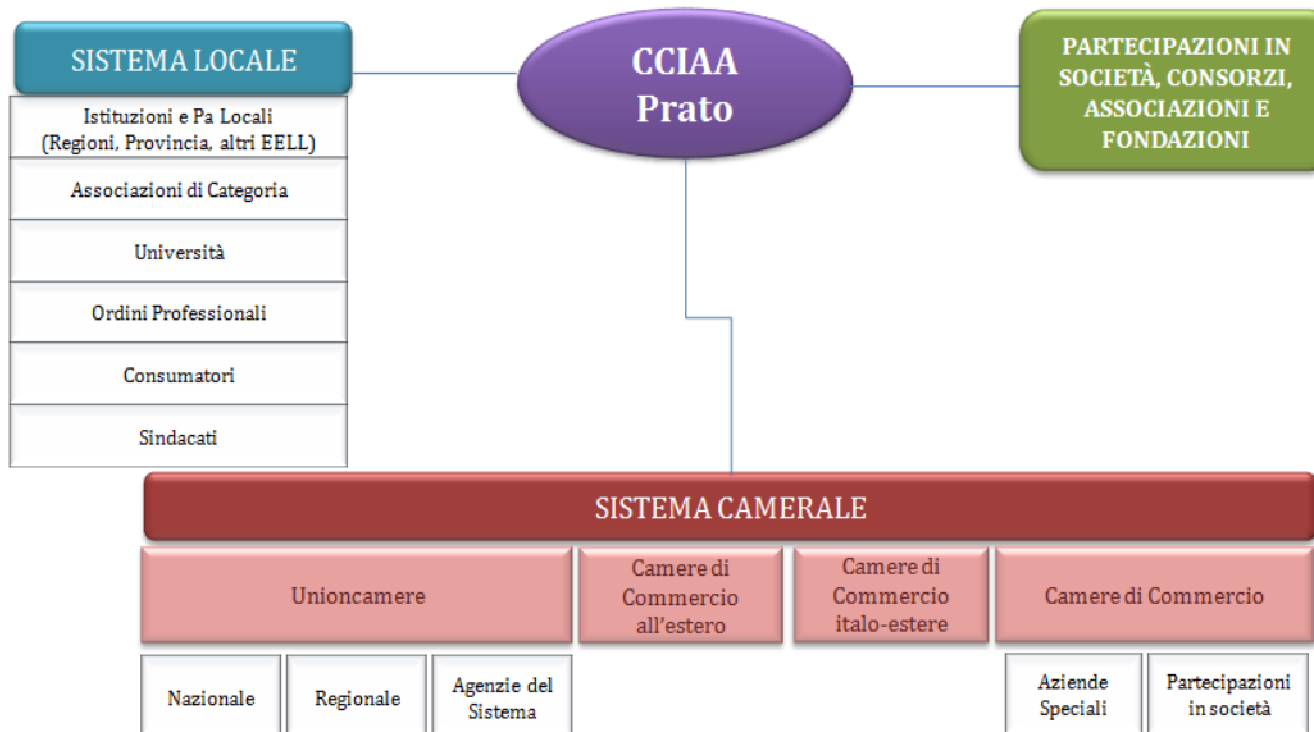 SISTEMA LOCALE
Istituzioni e Pa Locali
(Regioni, Provincia, altri EELL)
Associazioni di Categoria
Università
Ordini Professionali
Consumatori
Sindacati
CCIAA
Prato
PARTECIPAZIONI IN
SOCIETÀ, CONSORZI,
ASSOCIAZIONI E
FONDAZIONI
SISTEMA CAMERALE
Unioncamere
Camere di
Commercio
all'estero
Camere di
Commercio
italo-estere
Camere di Commercio
Nazionale
Regionale
Agenzie del
Sistema
Aziende
Speciali
Partecipazioni
in società